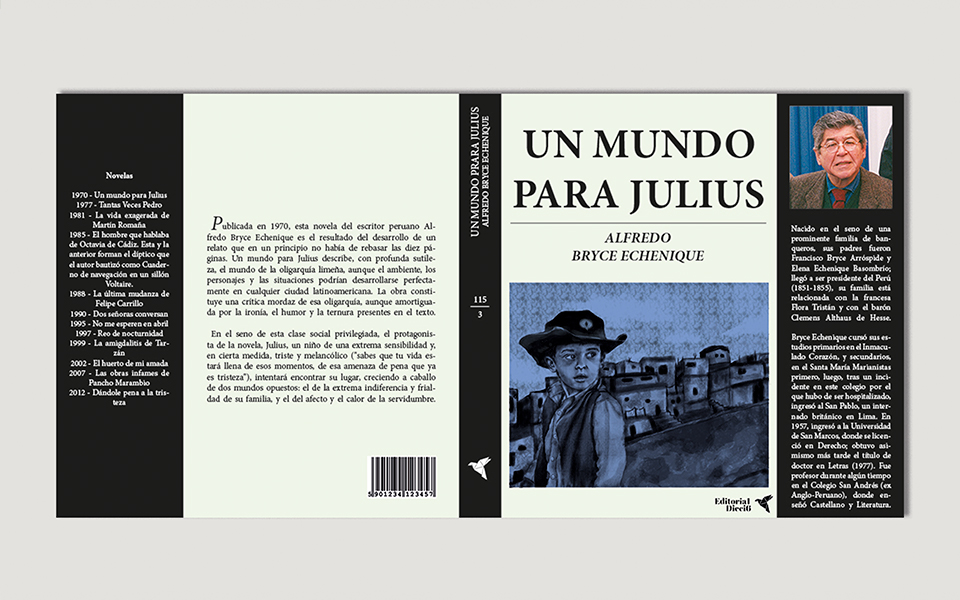 Novelas
1970 - Un mundo para Julius
1977 - Tantas Veces Pedro
1981 - La vida exagerada de
Martín Romaña
1985 - El hombre que hablaba
de Octavia de Cádiz. Esta y la
anterior forman el díptico que
el autor bautizó como Cuader-
no de navegación en un sillón
Voltaire.
1988 - La última mudanza de
Felipe Carrillo
1990 - Dos señoras conversan
1995 - No me esperen en abril
1997 - Reo de nocturnidad
1999 - La amigdalitis de Tar-
zán
2002 - El huerto de mi amada
2007 - Las obras infames de
Pancho Marambio
2012 - Dándole pena a la tris-
teza
Publicada en 1970, esta novela del escritor peruano Al-
fredo Bryce Echenique es el resultado del desarrollo de un
relato que en un principio no había de rebasar las diez pá-
ginas. Un mundo para Julius describe, con profunda sutile-
za, el mundo de la oligarquía limeña, aunque el ambiente, los
personajes y las situaciones podrían desarrollarse perfecta-
mente en cualquier ciudad latinoamericana. La obra consti-
tuye una crítica mordaz de esa oligarquía, aunque amortigua-
da por la ironía, el humor y la ternura presentes en el texto.
En el seno de esta clase social privilegiada, el protagonis-
ta de la novela, Julius, un niño de una extrema sensibilidad y,
en cierta medida, triste y melancólico ("sabes que tu vida es-
tará llena de esos momentos, de esa amenaza de pena que ya
es tristeza"), intentará encontrar su lugar, creciendo a caballo
de dos mundos opuestos: el de la extrema indiferencia y frial-
dad de su familia, y el del afecto y el calor de la servidumbre.
5 901234 123457
UN MUNDO PRARA JULIUS
ALFREDO BRYCE ECHENIQUE
115
3
UN MUNDO
PARA JULIUS
ALFREDO
BRYCE ECHENIQUE
Editorial
Dieci6
Nacido en el seno de una
prominente familia de ban-
queros, sus padres fueron
Francisco Bryce Arróspide y
Elena Echenique Basombrío;
llegó a ser presidente del Perú
(1851-1855), su familia está
relacionada con la francesa
Flora Tristán y con el barón
Clemens Althaus de Hesse.
Bryce Echenique cursó sus es-
tudios primarios en el Inmacu-
lado Corazón, y secundarios,
en el Santa María Marianistas
primero, luego, tras un inci-
dente en este colegio por el
que hubo de ser hospitalizado,
ingresó al San Pablo, un inter-
nado británico en Lima. En
1957, ingresó a la Universidad
de San Marcos, donde se licen-
ció en Derecho; obtuvo asi-
mismo más tarde el título de
doctor en Letras (1977). Fue
profesor durante algún tiempo
en el Colegio San Andrés (ex
Anglo-Peruano), donde en-
señó Castellano y Literatura.